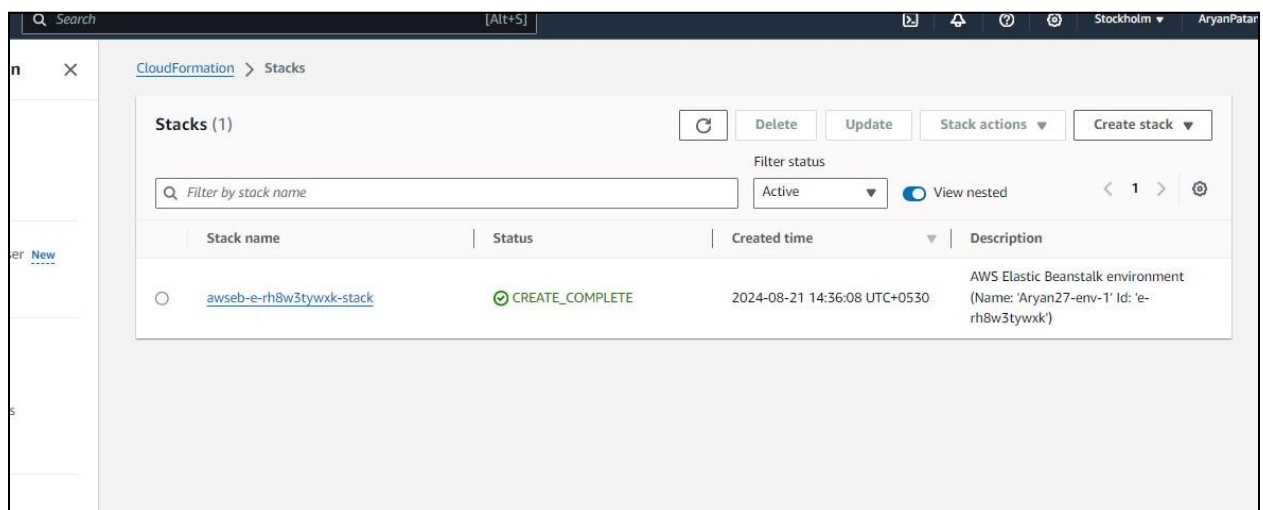 Search [Alt+S] Stockholm AryanPatar
n
CloudFormation > Stacks
Stacks (1)
Delete Update Stack actions Create stack
Filter status
Filter by stack name Active View nested 1
Stack name Status Created time Description
ser New
awseb-e-rh8w3tywxk-stack CREATE_COMPLETE 2024-08-21 14:36:08 UTC+0530 AWS Elastic Beanstalk environment
(Name: 'Aryan27-env-1' Id: 'e-
rh8w3tywxk')
s